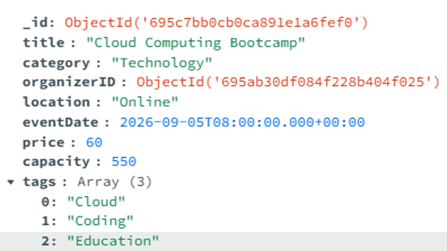 _id: ObjectId('695c7bb0cb0ca891e1a6fef0')
title: "Cloud Computing Bootcamp"
category: "Technology"
organizerID: ObjectId('695ab30df084f228b404f025')
location: "Online"
eventDate: 2026-09-05T08:00:00.000+00:00
price: 60
capacity: 550
tags: Array (3)
0: "Cloud"
1: "Coding"
2: "Education"